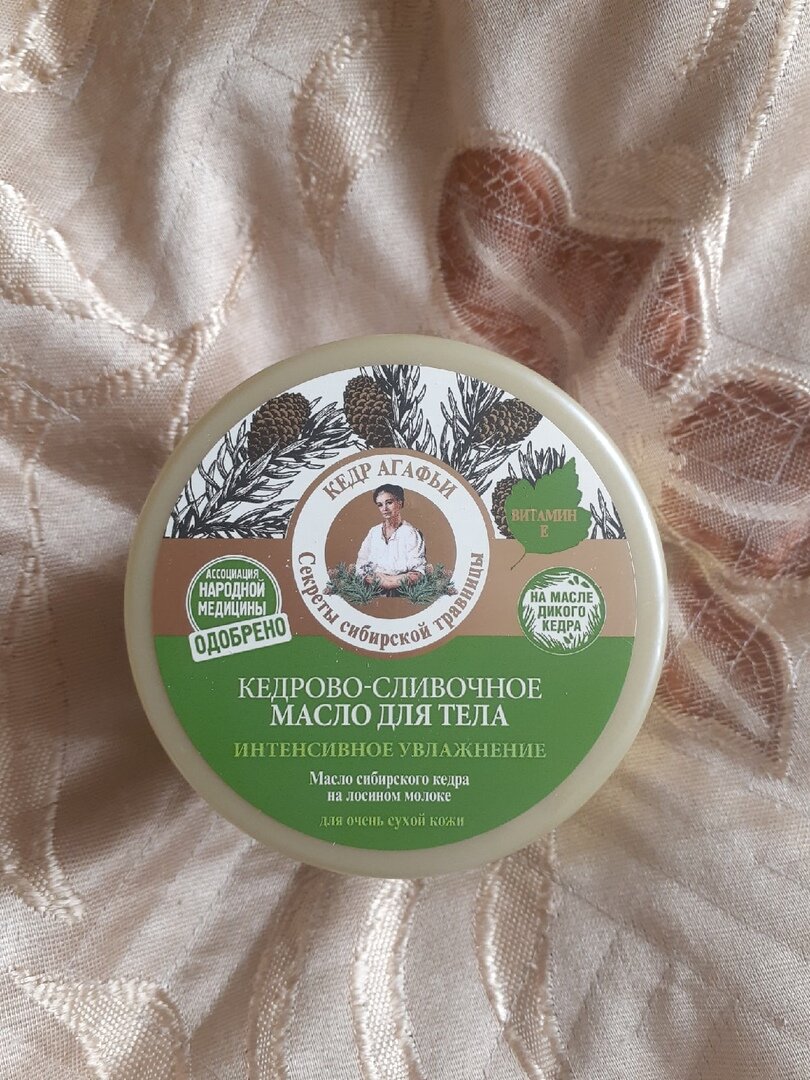 КЕДР АГАФЬИ
Секреты сибирской травницы
ВИТАМИН
Е
АССОЦИАЦИЯ
НАРОДНОЙ
МЕДИЦИНЫ
ОДОБРЕНО
НА МАСЛЕ
ДИКОГО
КЕДРА
КЕДРОВО-СЛИВОЧНОЕ
МАСЛО ДЛЯ ТЕЛА
ИНТЕНСИВНОЕ УВЛАЖНЕНИЕ
Масло сибирского кедра
на лосином молоке
для очень сухой кожи